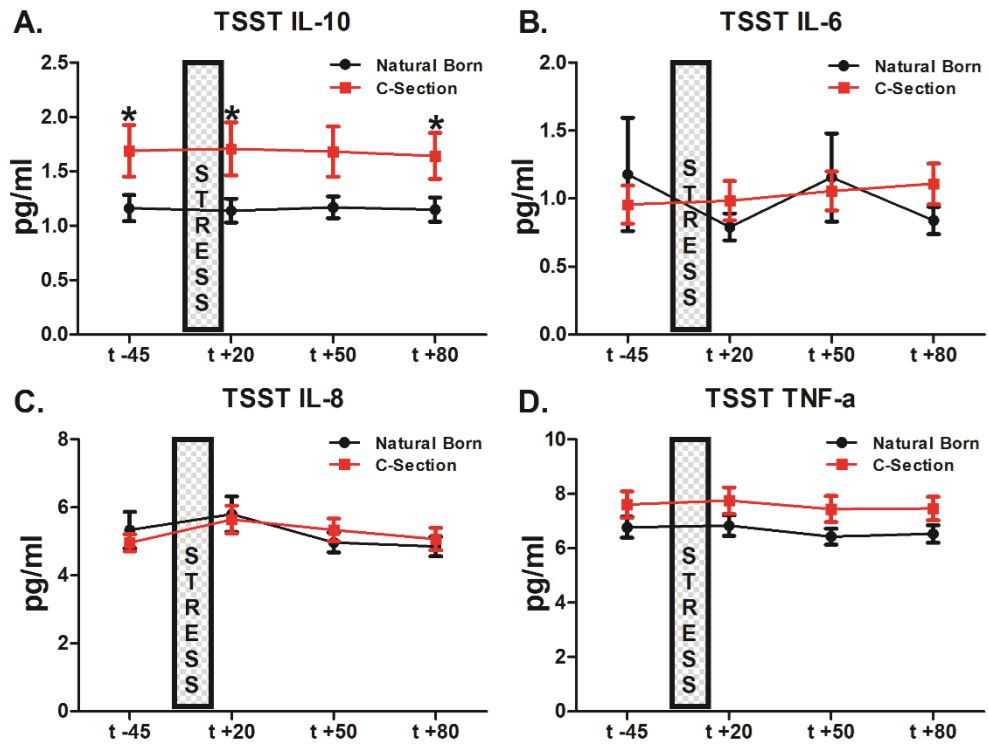 A.
TSST IL-10
Natural Born
C-Section
pg/ml
2.5
2.0
1.5
1.0
0.5
0.0
*
*
*
STRESS
t -45
t +20
t +50
t +80
B.
TSST IL-6
Natural Born
C-Section
pg/ml
2.0
1.5
1.0
0.5
0.0
STRESS
t -45
t +20
t +50
t +80
C.
TSST IL-8
Natural Born
C-Section
pg/ml
8
6
4
2
0
STRESS
t -45
t +20
t +50
t +80
D.
TSST TNF-a
Natural Born
C-Section
pg/ml
10
8
6
4
2
0
STRESS
t -45
t +20
t +50
t +80